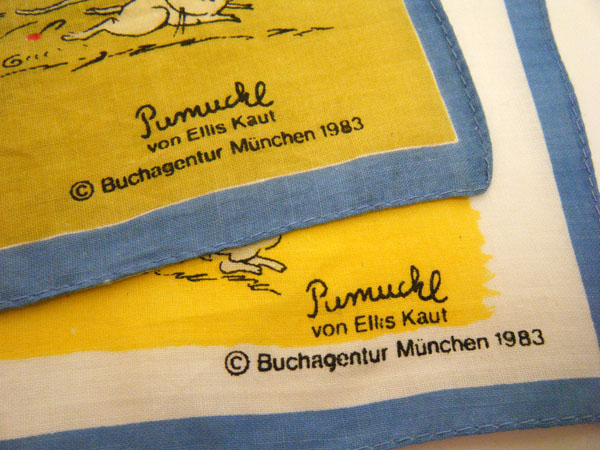 Pumuckl
von Ellis Kaut
© Buchagentur München 1983
Pumuckl
von Ellis Kaut
© Buchagentur München 1983